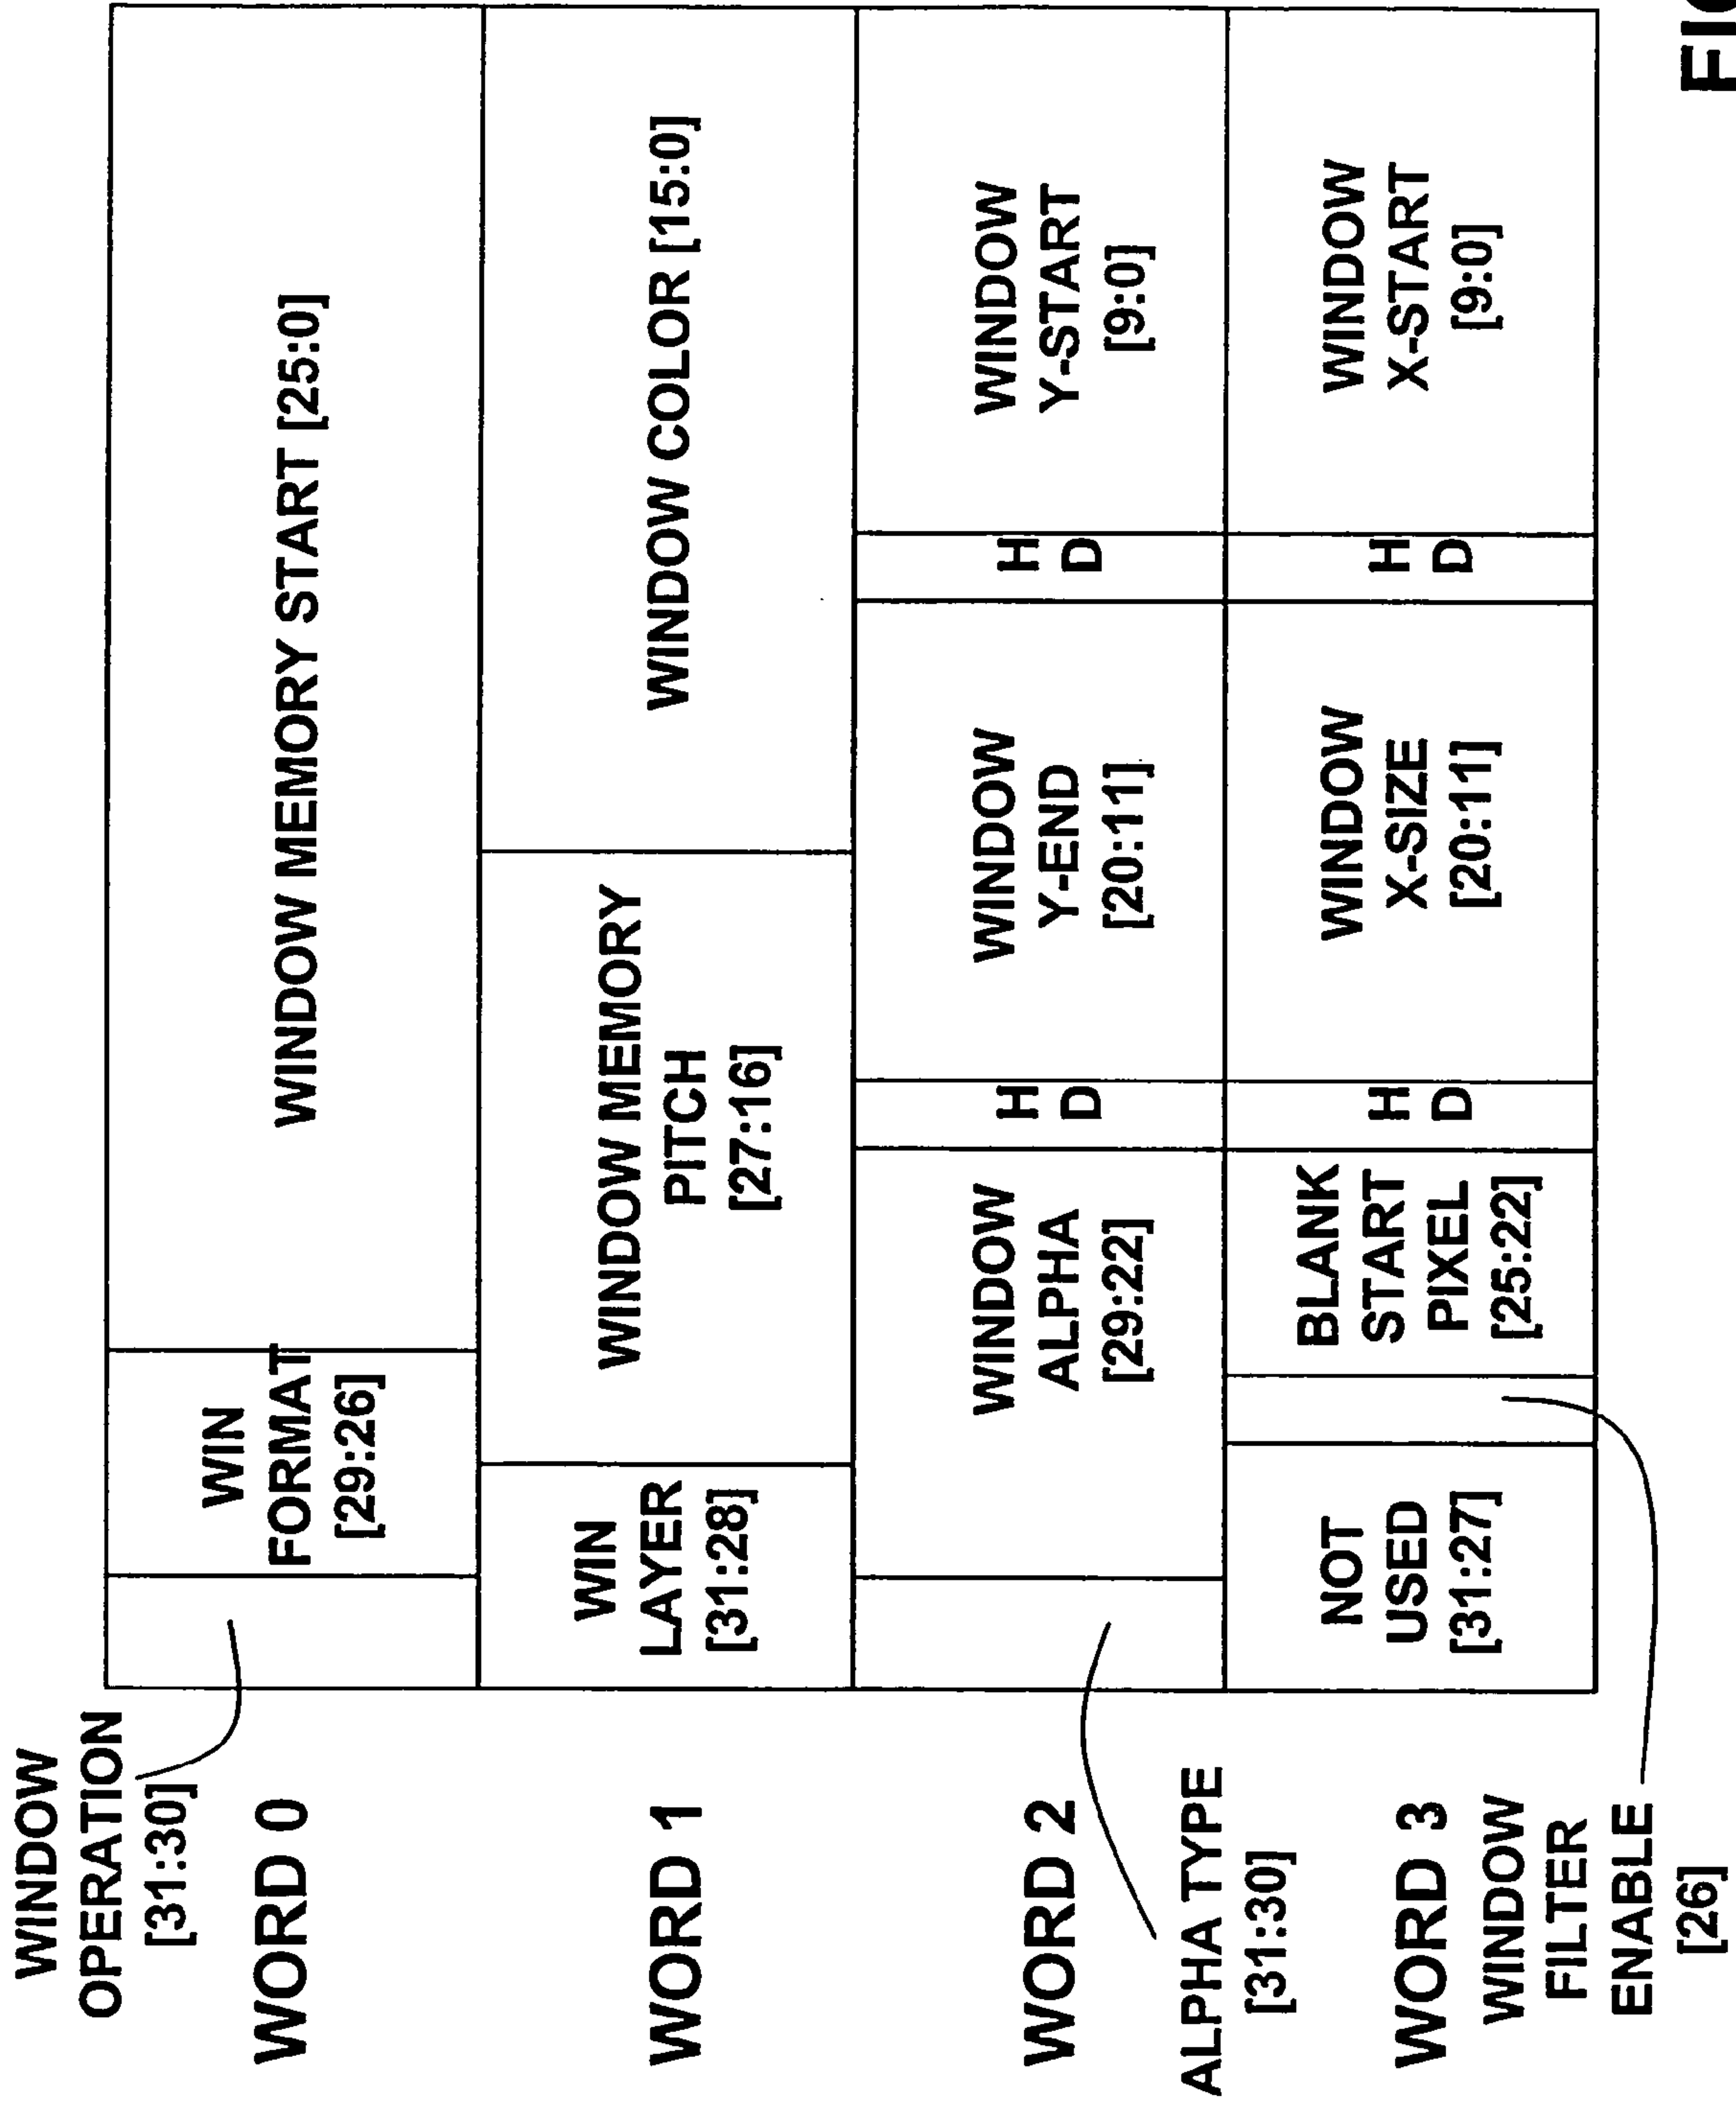 WINDOW
OPERATION
[31:30]
WORD 0
WIN
FORMAT
[29:26]
WINDOW MEMORY START [25:0]
WORD 1
WIN
LAYER
[31:28]
WINDOW MEMORY
PITCH
[27:16]
WINDOW COLOR [15:0]
WORD 2
WINDOW
ALPHA
[29:22]
H
D
WINDOW
Y-END
[20:11]
H
D
WINDOW
Y-START
[9:0]
ALPHA TYPE
[31:30]
WORD 3
NOT
USED
[31:27]
BLANK
START
PIXEL
[25:22]
H
D
WINDOW
X-SIZE
[20:11]
H
D
WINDOW
X-START
[9:0]
WINDOW
FILTER
ENABLE
[26]